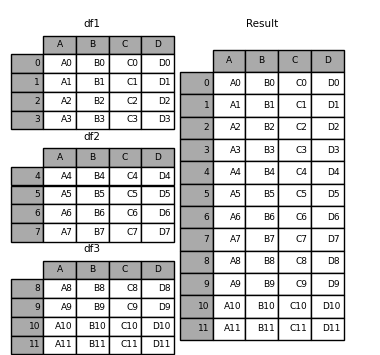 df1
A B C D
0 A0 B0 C0 D0
1 A1 B1 C1 D1
2 A2 B2 C2 D2
3 A3 B3 C3 D3
df2
A B C D
4 A4 B4 C4 D4
5 A5 B5 C5 D5
6 A6 B6 C6 D6
7 A7 B7 C7 D7
df3
A B C D
8 A8 B8 C8 D8
9 A9 B9 C9 D9
10 A10 B10 C10 D10
11 A11 B11 C11 D11
Result
A B C D
0 A0 B0 C0 D0
1 A1 B1 C1 D1
2 A2 B2 C2 D2
3 A3 B3 C3 D3
4 A4 B4 C4 D4
5 A5 B5 C5 D5
6 A6 B6 C6 D6
7 A7 B7 C7 D7
8 A8 B8 C8 D8
9 A9 B9 C9 D9
10 A10 B10 C10 D10
11 A11 B11 C11 D11